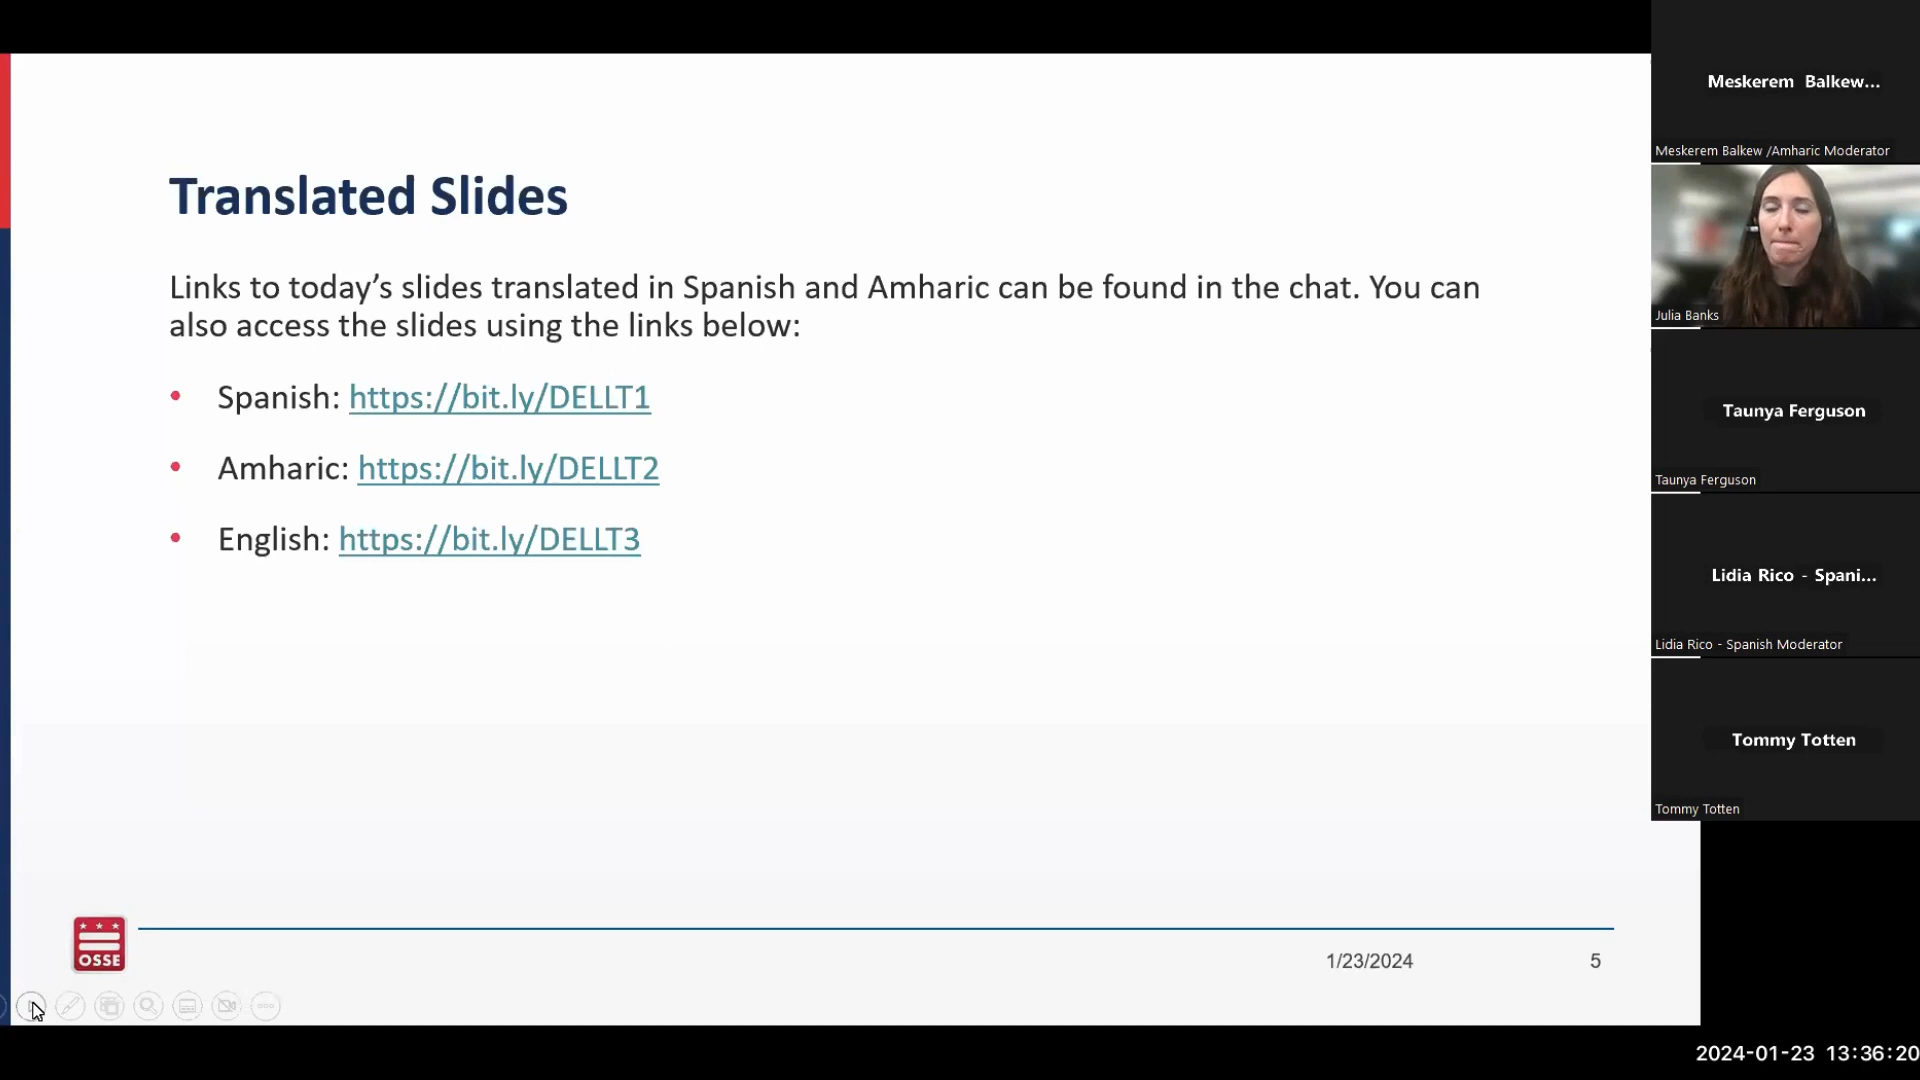 Translated Slides
Links to today’s slides translated in Spanish and Amharic can be found in the chat. You can
also access the slides using the links below:
• Spanish: https://bit.ly/DELLT1
• Amharic: https://bit.ly/DELLT2
• English: https://bit.ly/DELLT3
OSSE
1/23/2024
5
Meskerem Balkew...
Meskerem Balkew /Amharic Moderator
Julia Banks
Taunya Ferguson
Taunya Ferguson
Lidia Rico - Spani...
Lidia Rico - Spanish Moderator
Tommy Totten
Tommy Totten
2024-01-23 13:36:20